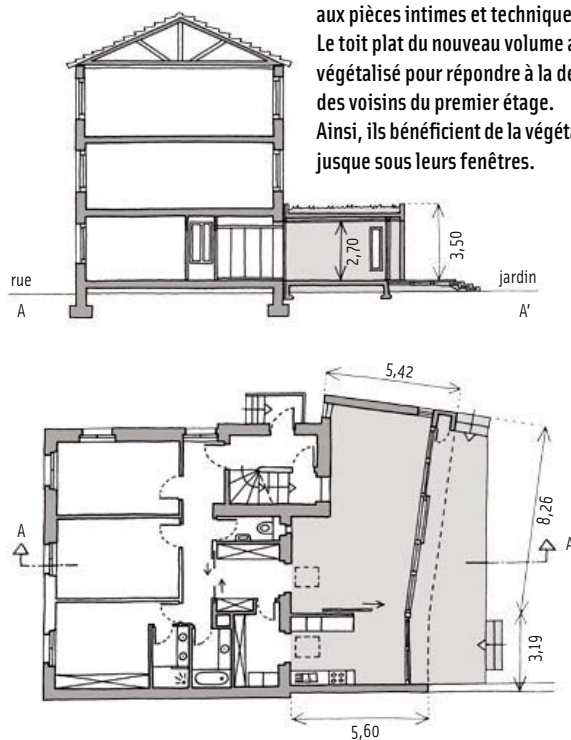 aux pièces intimes et technique
Le toit plat du nouveau volume a
végétalisé pour répondre à la de
des voisins du premier étage.
Ainsi, ils bénéficient de la végéta
jusque sous leurs fenêtres.
2,70
3,50
rue
jardin
A
A'
5,42
8,26
A
A
3,19
5,60